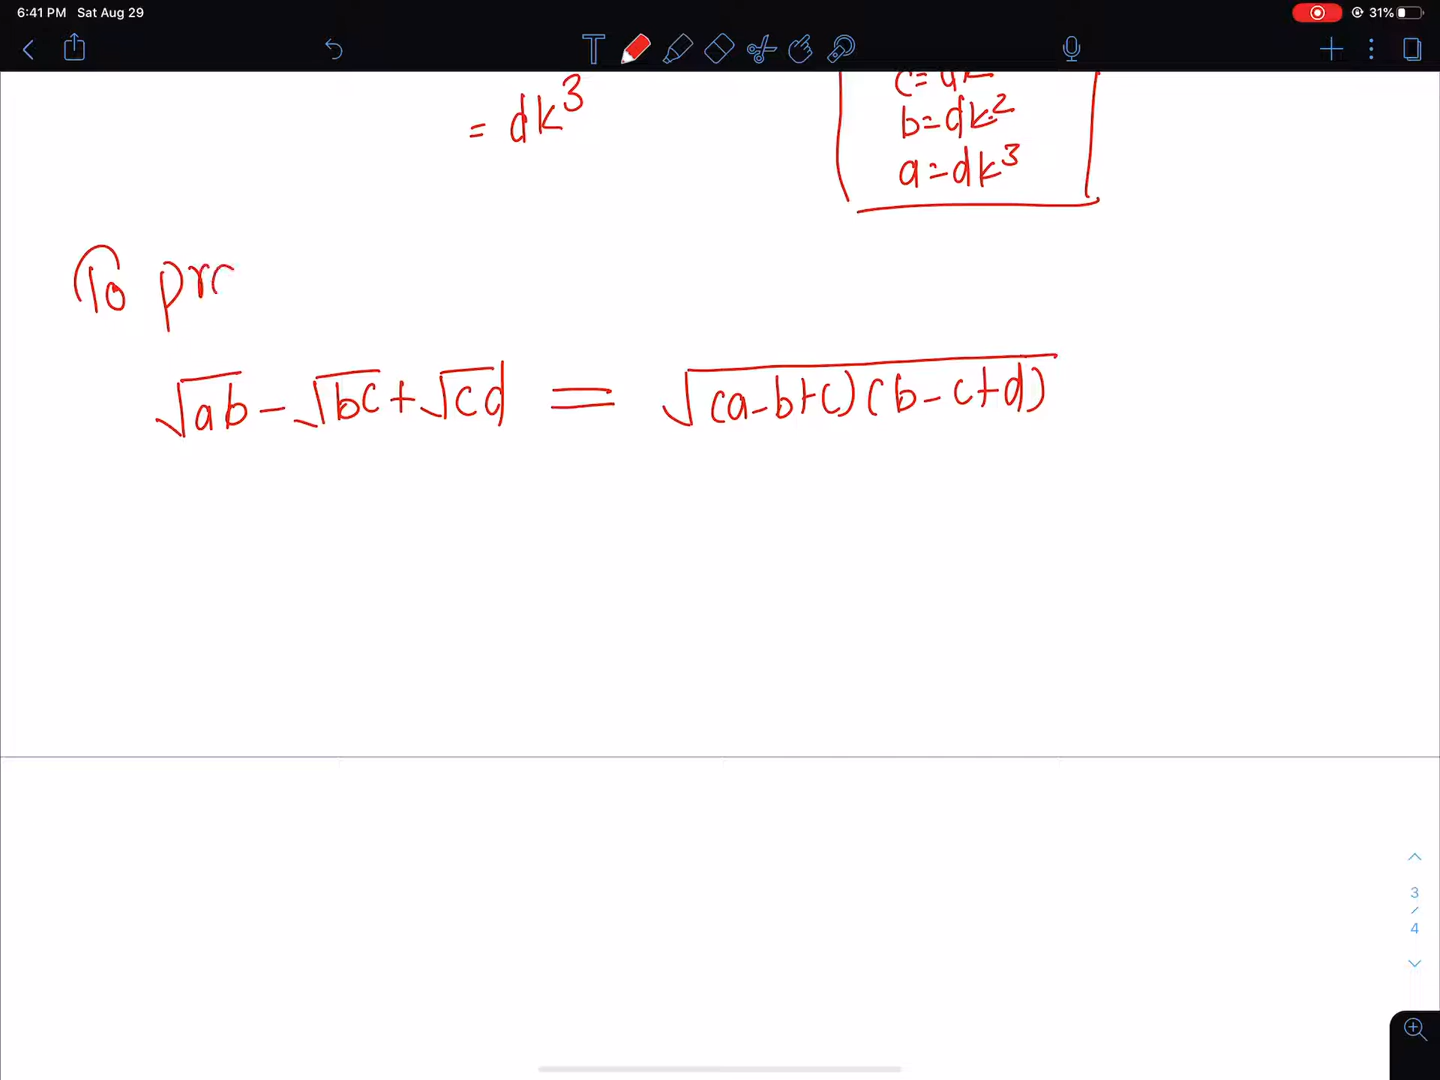 6:41 PM Sat Aug 29
31%
T
= dk³
b=dk²
a=dk³
To pro
√ab - √bc + √cd = √(a-b+c)(b-c+d)
3
/
4